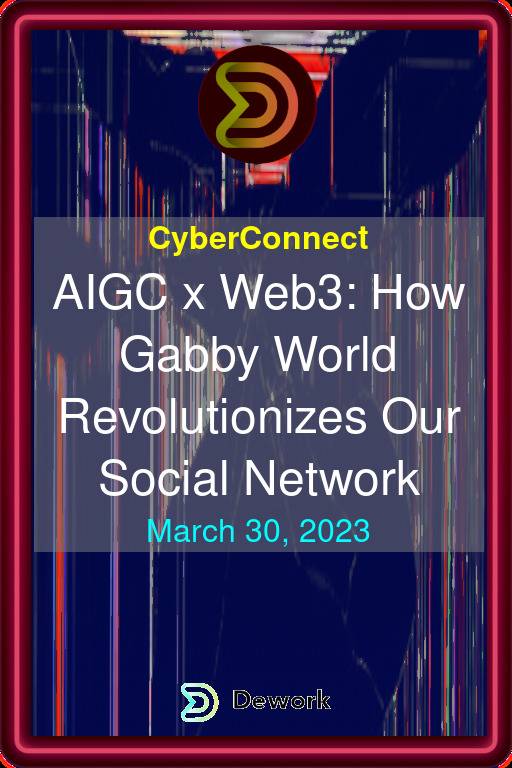 CyberConnect
AIGC x Web3: How
Gabby World
Revolutionizes Our
Social Network
March 30, 2023
Dework